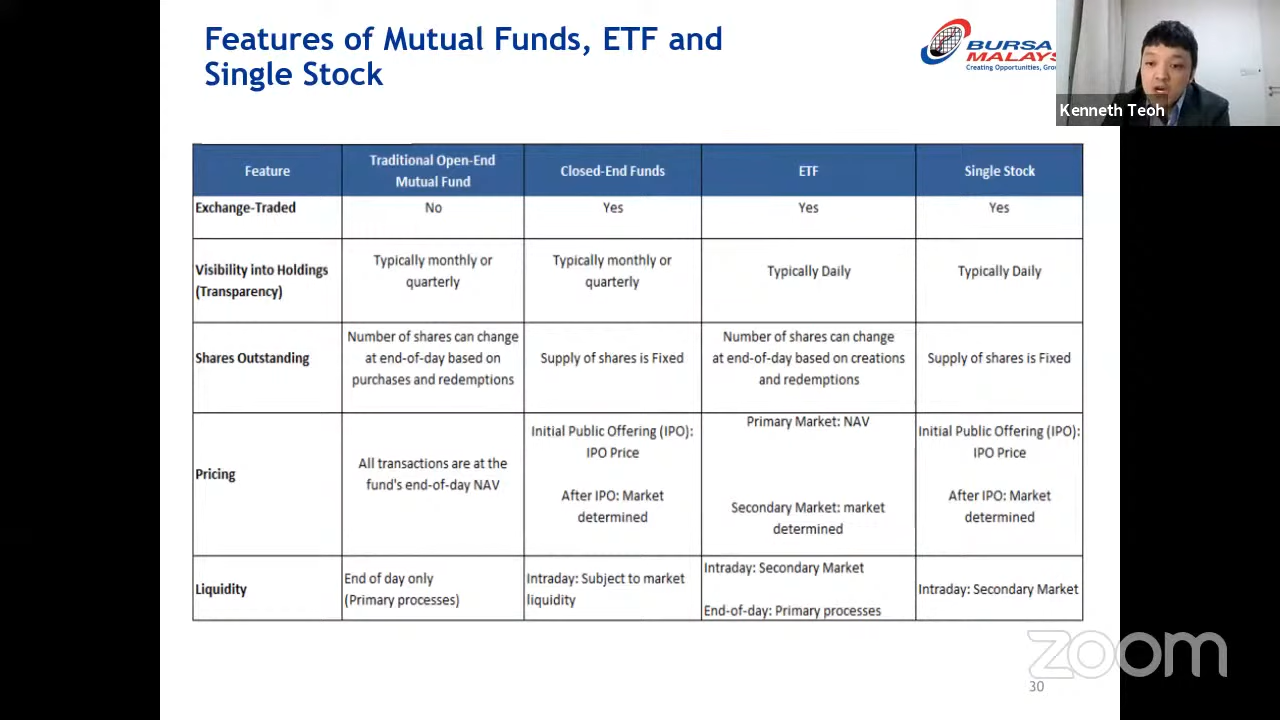 Features of Mutual Funds, ETF and
Single Stock
BURSA
MALAYS
Creating Opportunities, Grow
Kenneth Teoh
Feature
Traditional Open-End
Mutual Fund
Closed-End Funds
ETF
Single Stock
Exchange-Traded
No
Yes
Yes
Yes
Visibility into Holdings
(Transparency)
Typically monthly or
quarterly
Typically monthly or
quarterly
Typically Daily
Typically Daily
Shares Outstanding
Number of shares can change
at end-of-day based on
purchases and redemptions
Supply of shares is Fixed
Number of shares can change
at end-of-day based on creations
and redemptions
Supply of shares is Fixed
Pricing
All transactions are at the
fund's end-of-day NAV
Initial Public Offering (IPO):
IPO Price
After IPO: Market
determined
Primary Market: NAV
Secondary Market: market
determined
Initial Public Offering (IPO):
IPO Price
After IPO: Market
determined
Liquidity
End of day only
(Primary processes)
Intraday: Subject to market
liquidity
Intraday: Secondary Market
End-of-day: Primary processes
Intraday: Secondary Market
zoom
30